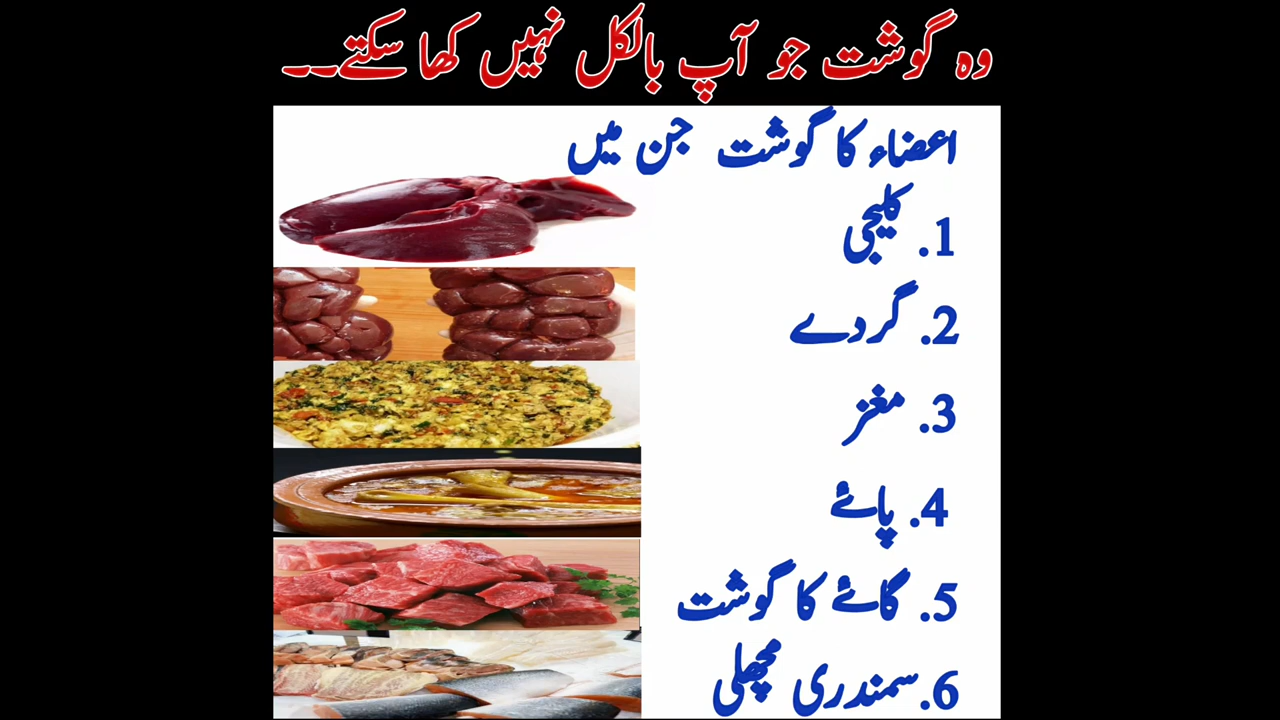 وہ گوشت جو آپ بالکل نہیں کھا سکتے۔۔
اعضاء کا گوشت جن میں
1. کلیجی
2. گردے
3. مغز
4. پائے
5. گائے کا گوشت
6. سمندری مچھلی